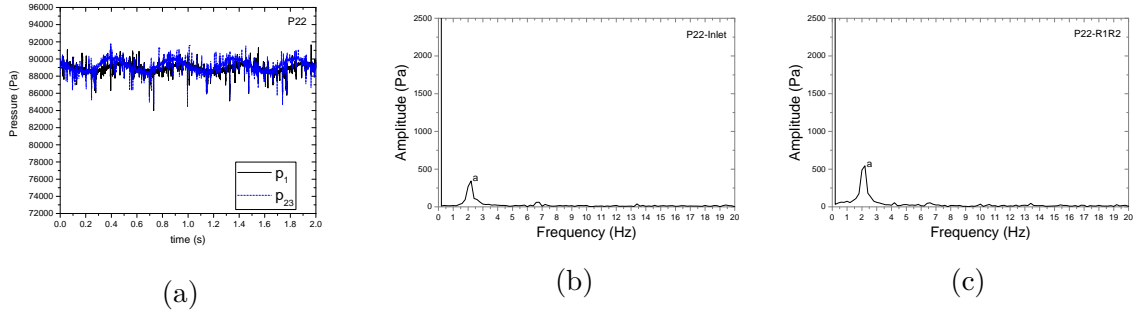 P22
96000
94000
92000
90000
88000
86000
84000
82000
80000
78000
76000
74000
72000
Pressure (Pa)
p1
p23
0.0 0.2 0.4 0.6 0.8 1.0 1.2 1.4 1.6 1.8 2.0
time (s)
(a)
P22-Inlet
2500
2000
1500
1000
500
0
Amplitude (Pa)
a
0 1 2 3 4 5 6 7 8 9 10 11 12 13 14 15 16 17 18 19 20
Frequency (Hz)
(b)
P22-R1R2
2500
2000
1500
1000
500
0
Amplitude (Pa)
a
0 1 2 3 4 5 6 7 8 9 10 11 12 13 14 15 16 17 18 19 20
Frequency (Hz)
(c)